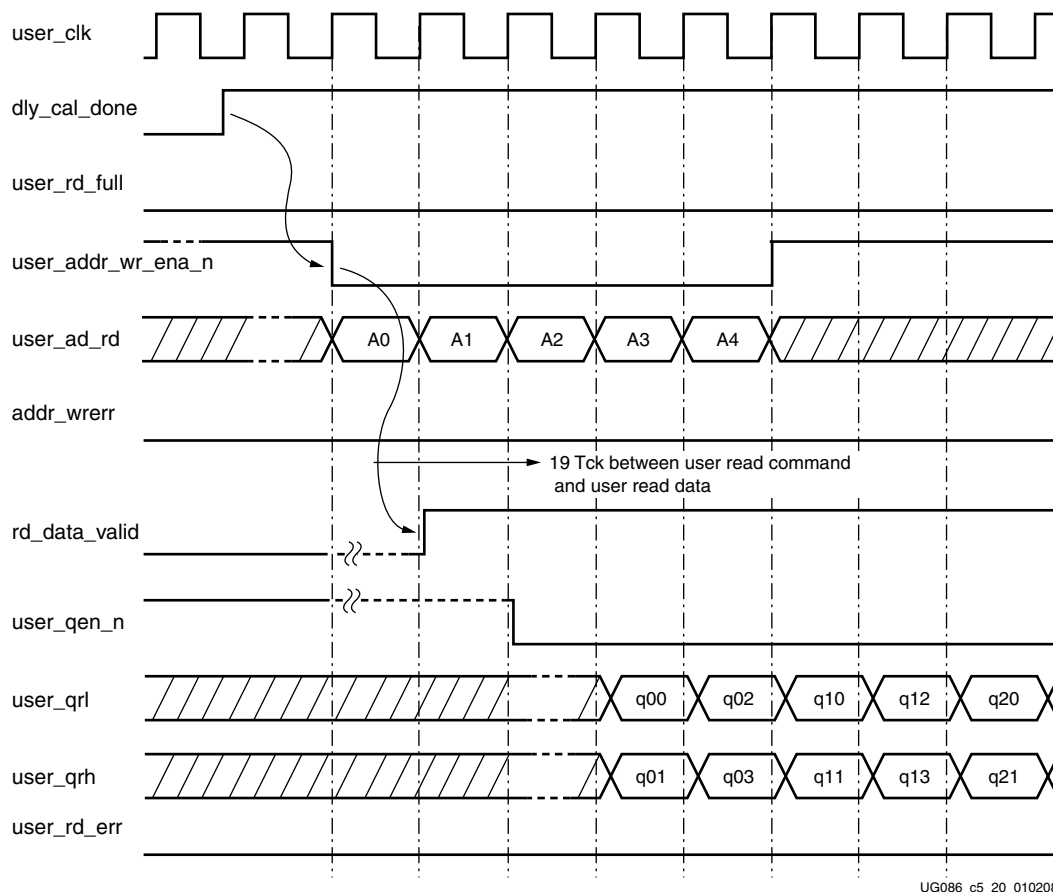 user_clk
dly_cal_done
user_rd_full
user_addr_wr_ena_n
user_ad_rd
A0 A1 A2 A3 A4
addr_wrerr
19 Tck between user read command
and user read data
rd_data_valid
user_qen_n
user_qrl
q00 q02 q10 q12 q20
user_qrh
q01 q03 q11 q13 q21
user_rd_err
UG086_c5_20_010208